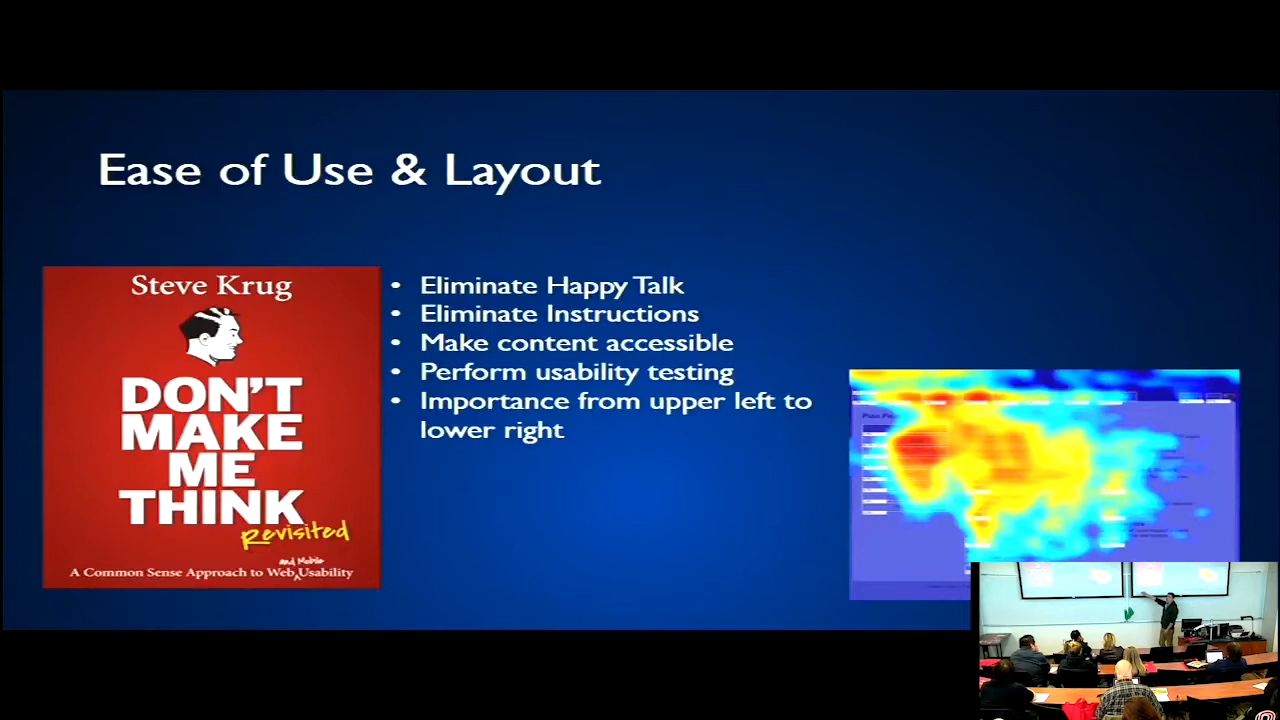 Ease of Use & Layout
Steve Krug
DON'T
MAKE
ME
THINK
Revisited
and Mobile
A Common Sense Approach to Web Usability
• Eliminate Happy Talk
• Eliminate Instructions
• Make content accessible
• Perform usability testing
• Importance from upper left to
lower right